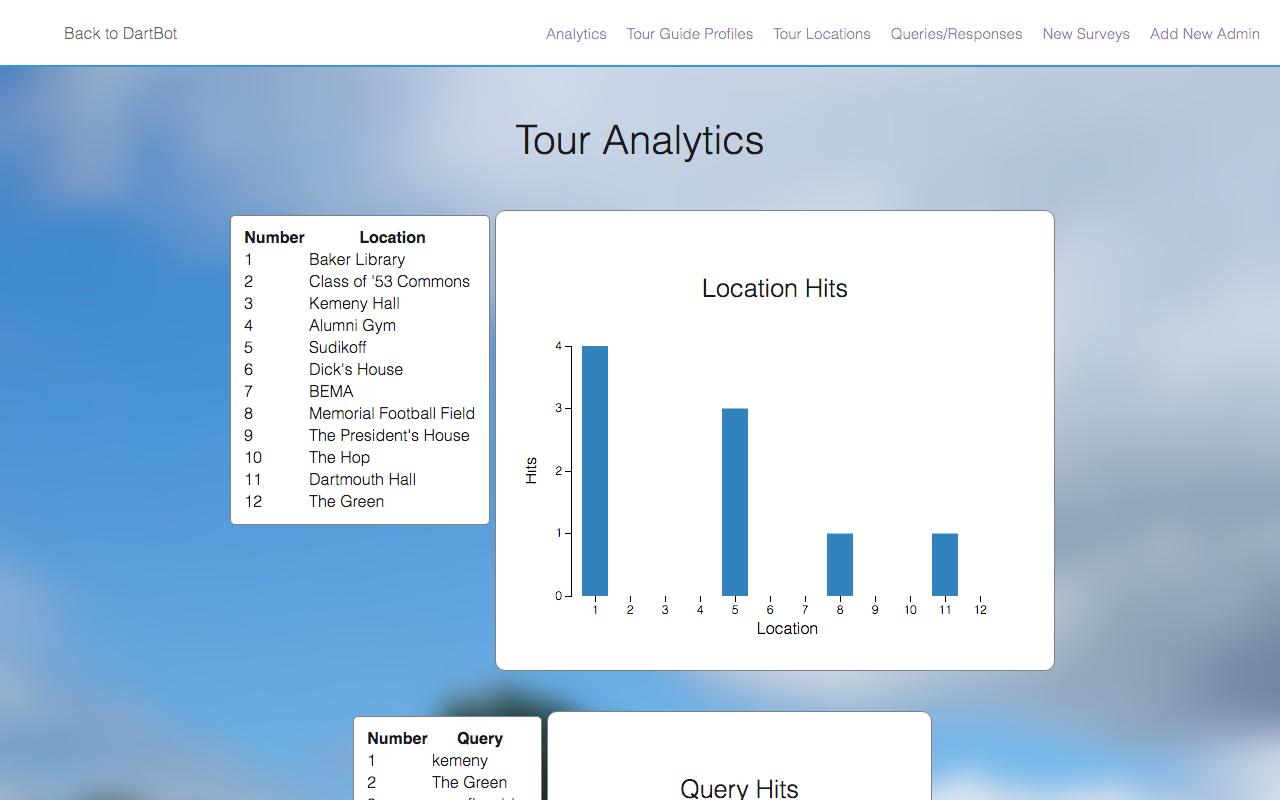 Back to DartBot Analytics Tour Guide Profiles Tour Locations Queries/Responses New Surveys Add New Admin
Tour Analytics
Number Location
1 Baker Library
2 Class of '53 Commons
3 Kemeny Hall
4 Alumni Gym
5 Sudikoff
6 Dick's House
7 BEMA
8 Memorial Football Field
9 The President's House
10 The Hop
11 Dartmouth Hall
12 The Green
Location Hits
4
3
2
1
0
Hits
1 2 3 4 5 6 7 8 9 10 11 12
Location
Number Query
1 kemeny
2 The Green
Query Hits